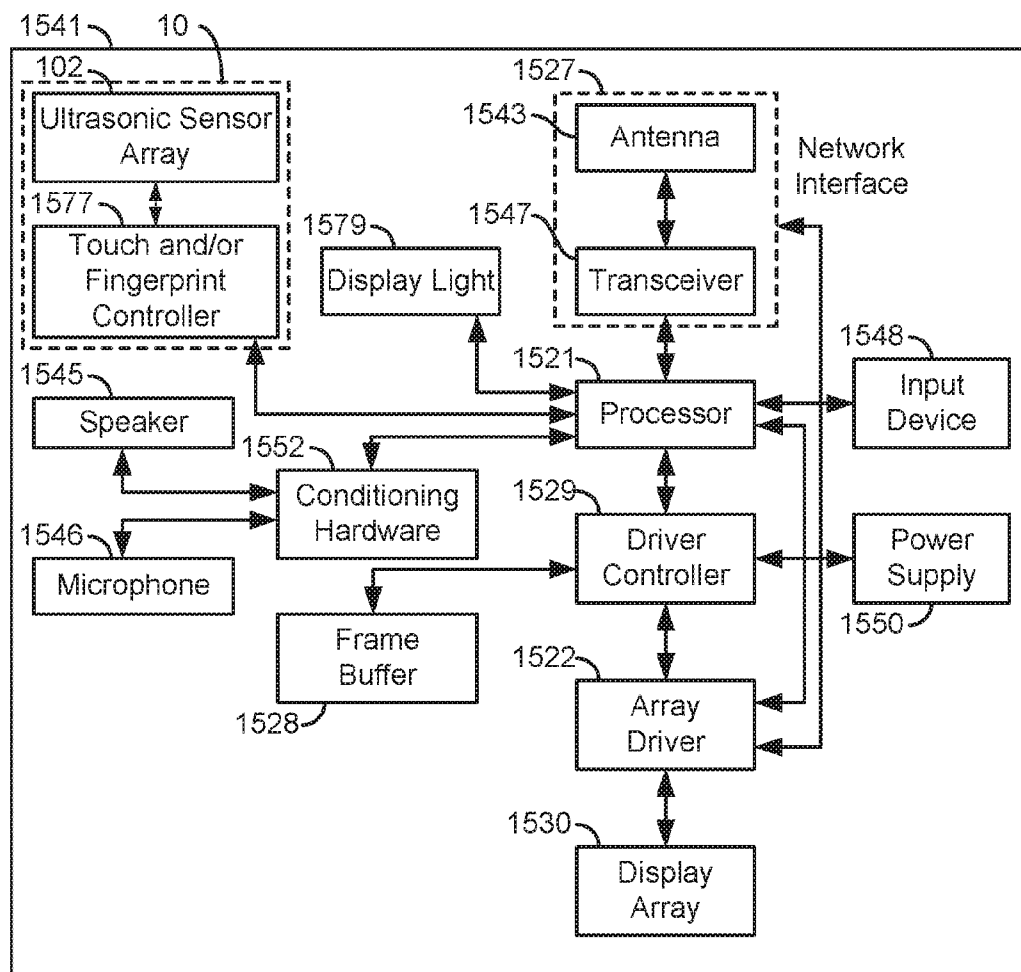 1541
10
102
Ultrasonic Sensor
Array
1577
Touch and/or
Fingerprint
Controller
1527
1543
Antenna
Network
Interface
1547
Transceiver
1579
Display Light
1545
Speaker
1521
Processor
1548
Input
Device
1552
Conditioning
Hardware
1546
Microphone
1529
Driver
Controller
Power
Supply
1550
Frame
Buffer
1528
1522
Array
Driver
1530
Display
Array